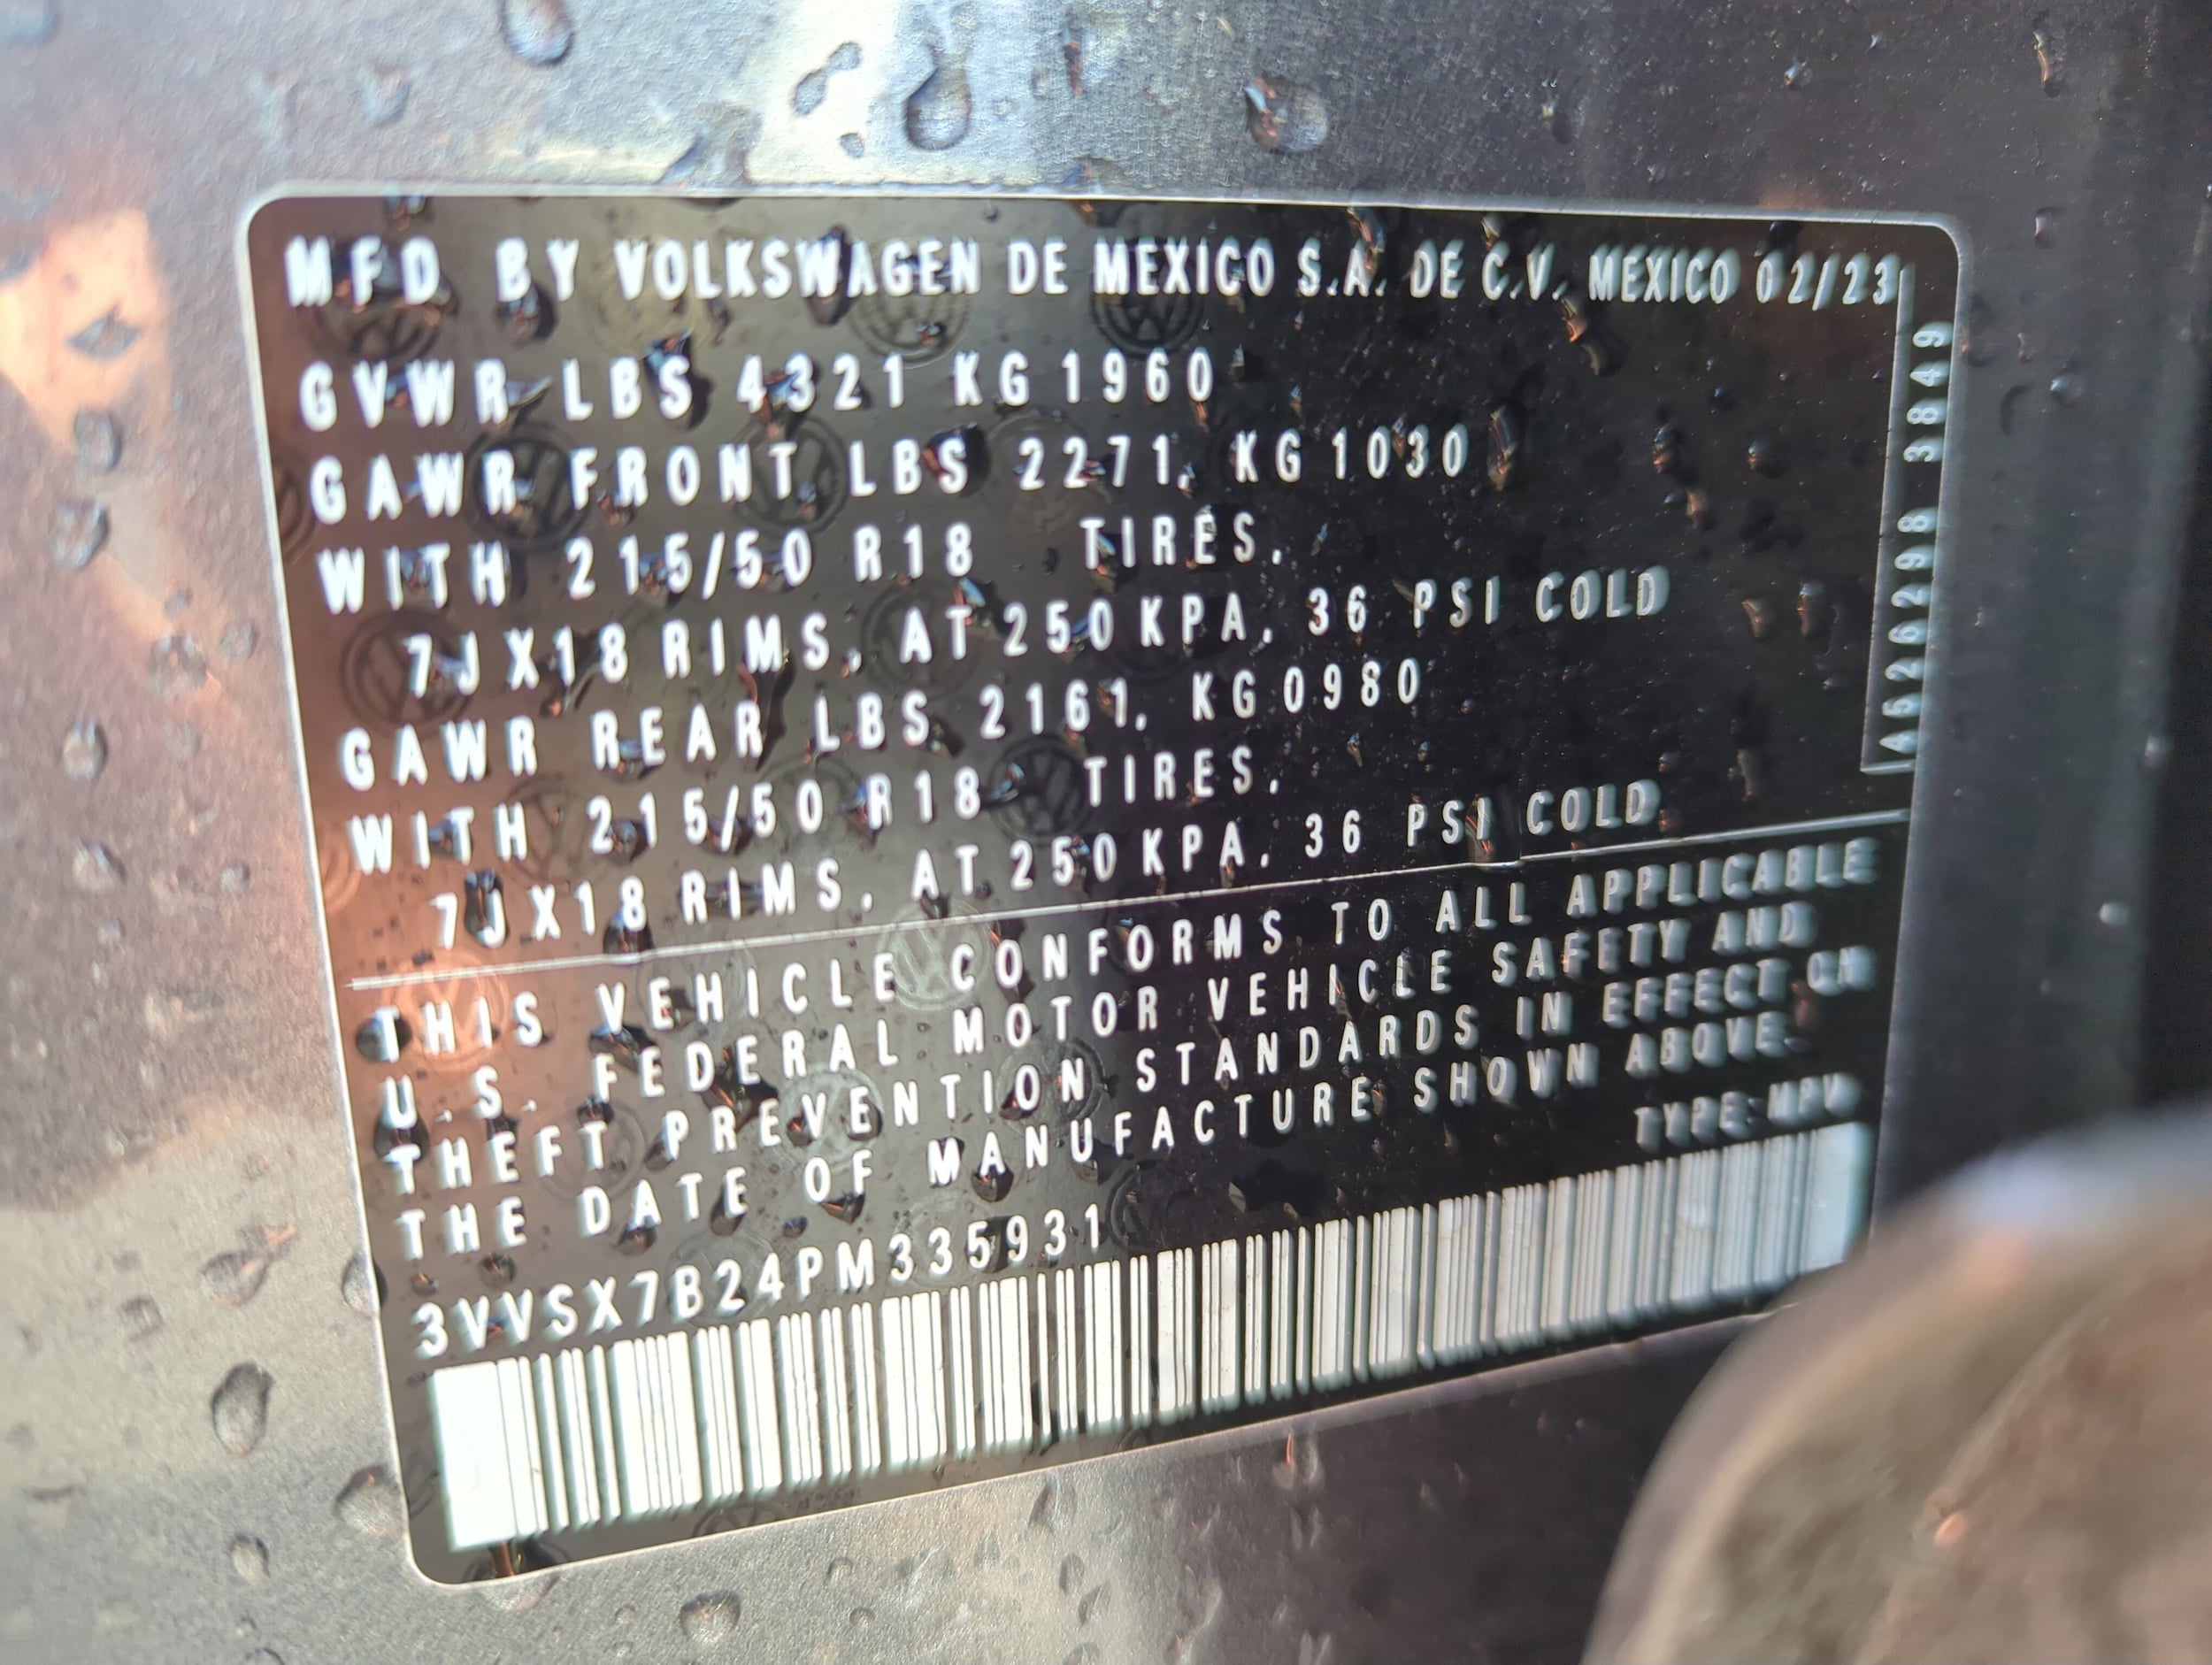 MFD BY VOLKSWAGEN DE MEXICO S.A. DE C.V. MEXICO 02/23
GVWR LBS 4321 KG 1960
GAWR FRONT LBS 2271, KG 1030
WITH 215/50 R18 TIRES,
7JX18 RIMS, AT 250 KPA, 36 PSI COLD
GAWR REAR LBS 2161, KG 0980
WITH 215/50 R18 TIRES,
7JX18 RIMS, AT 250 KPA, 36 PSI COLD
THIS VEHICLE CONFORMS TO ALL APPLICABLE
U.S. FEDERAL MOTOR VEHICLE SAFETY AND
THEFT PREVENTION STANDARDS IN EFFECT ON
THE DATE OF MANUFACTURE SHOWN ABOVE.
TYPE: MPV
3VVSX7B24PM335931
A526298 3849